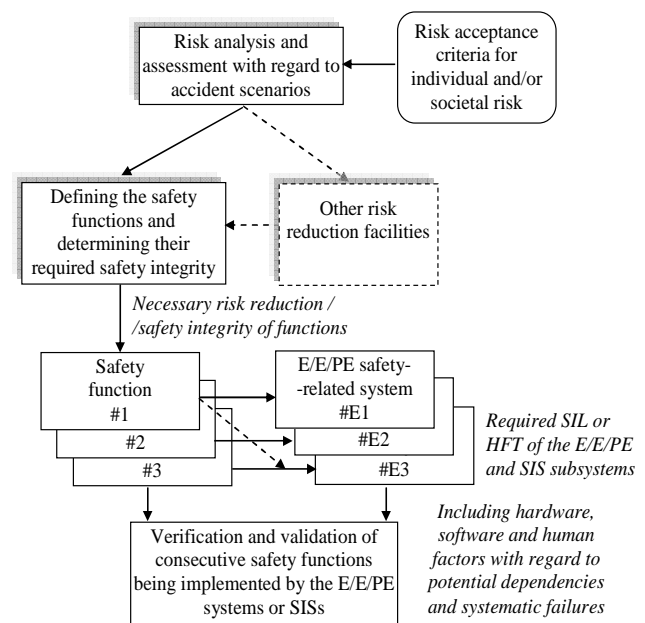 Risk analysis and
assessment with regard to
accident scenarios
Risk acceptance
criteria for
individual and/or
societal risk
Defining the safety
functions and
determining their
required safety integrity
Other risk
reduction facilities
Necessary risk reduction /
/safety integrity of functions
Safety
function
#1
#2
#3
E/E/PE safety-
-related system
#E1
#E2
#E3
Required SIL or
HFT of the E/E/PE
and SIS subsystems
Verification and validation of
consecutive safety functions
being implemented by the E/E/PE
systems or SISs
Including hardware,
software and human
factors with regard to
potential dependencies
and systematic failures